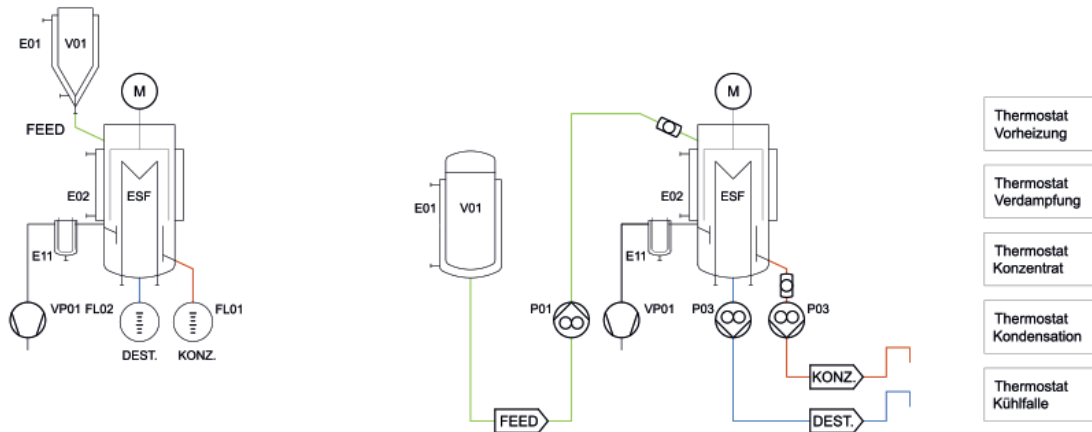 E01
V01
M
FEED
E02
ESF
E11
VP01
FL02
FL01
DEST.
KONZ.
M
E01
V01
E02
ESF
E11
P01
VP01
P03
P03
KONZ.
FEED
DEST.
Thermostat
Vorheizung
Thermostat
Verdampfung
Thermostat
Konzentrat
Thermostat
Kondensation
Thermostat
Kühlfalle